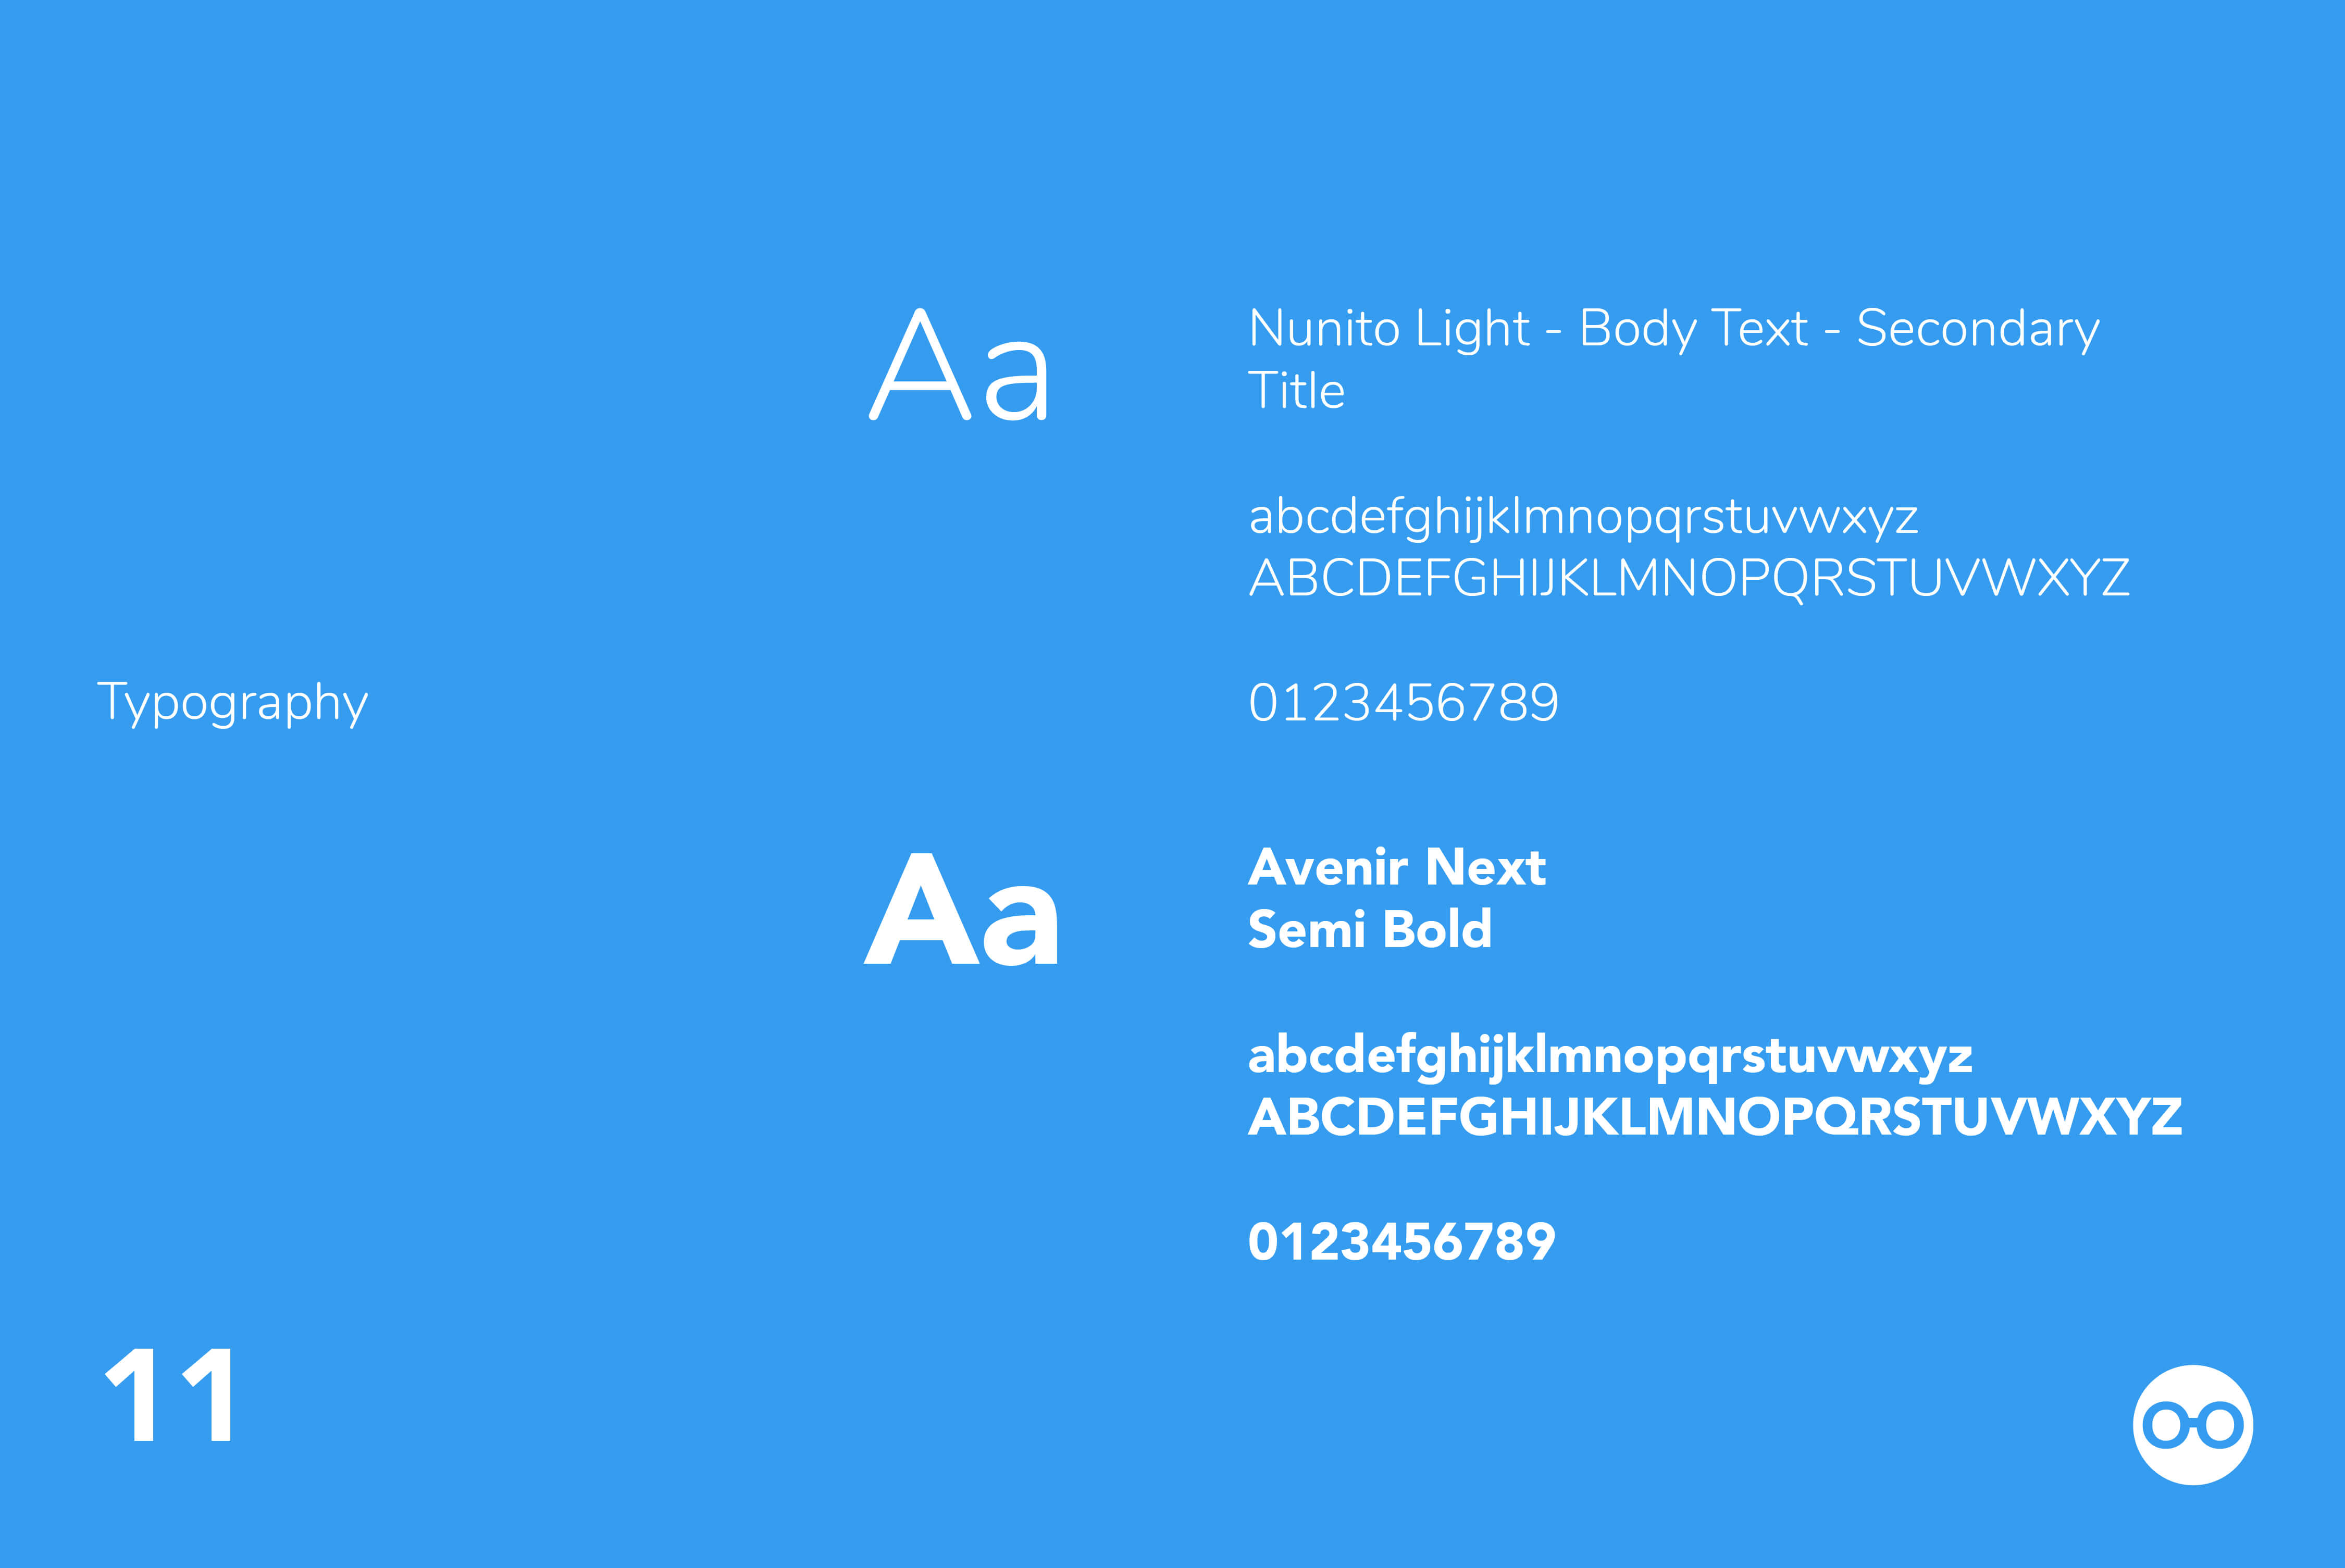 Typography
Aa
Nunito Light - Body Text - Secondary
Title
abcdefghijklmnopqrstuvwxyz
ABCDEFGHIJKLMNOPQRSTUVWXYZ
0123456789
Aa
Avenir Next
Semi Bold
abcdefghijklmnopqrstuvwxyz
ABCDEFGHIJKLMNOPQRSTUVWXYZ
0123456789
11